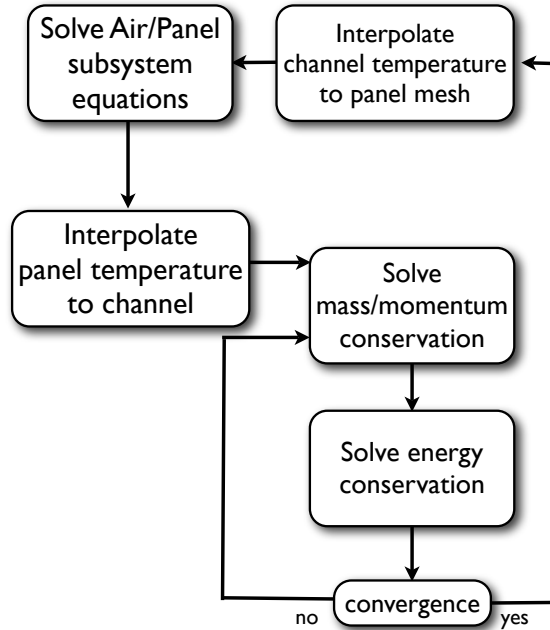 Solve Air/Panel
subsystem
equations
Interpolate
channel temperature
to panel mesh
Interpolate
panel temperature
to channel
Solve
mass/momentum
conservation
Solve energy
conservation
convergence
no
yes